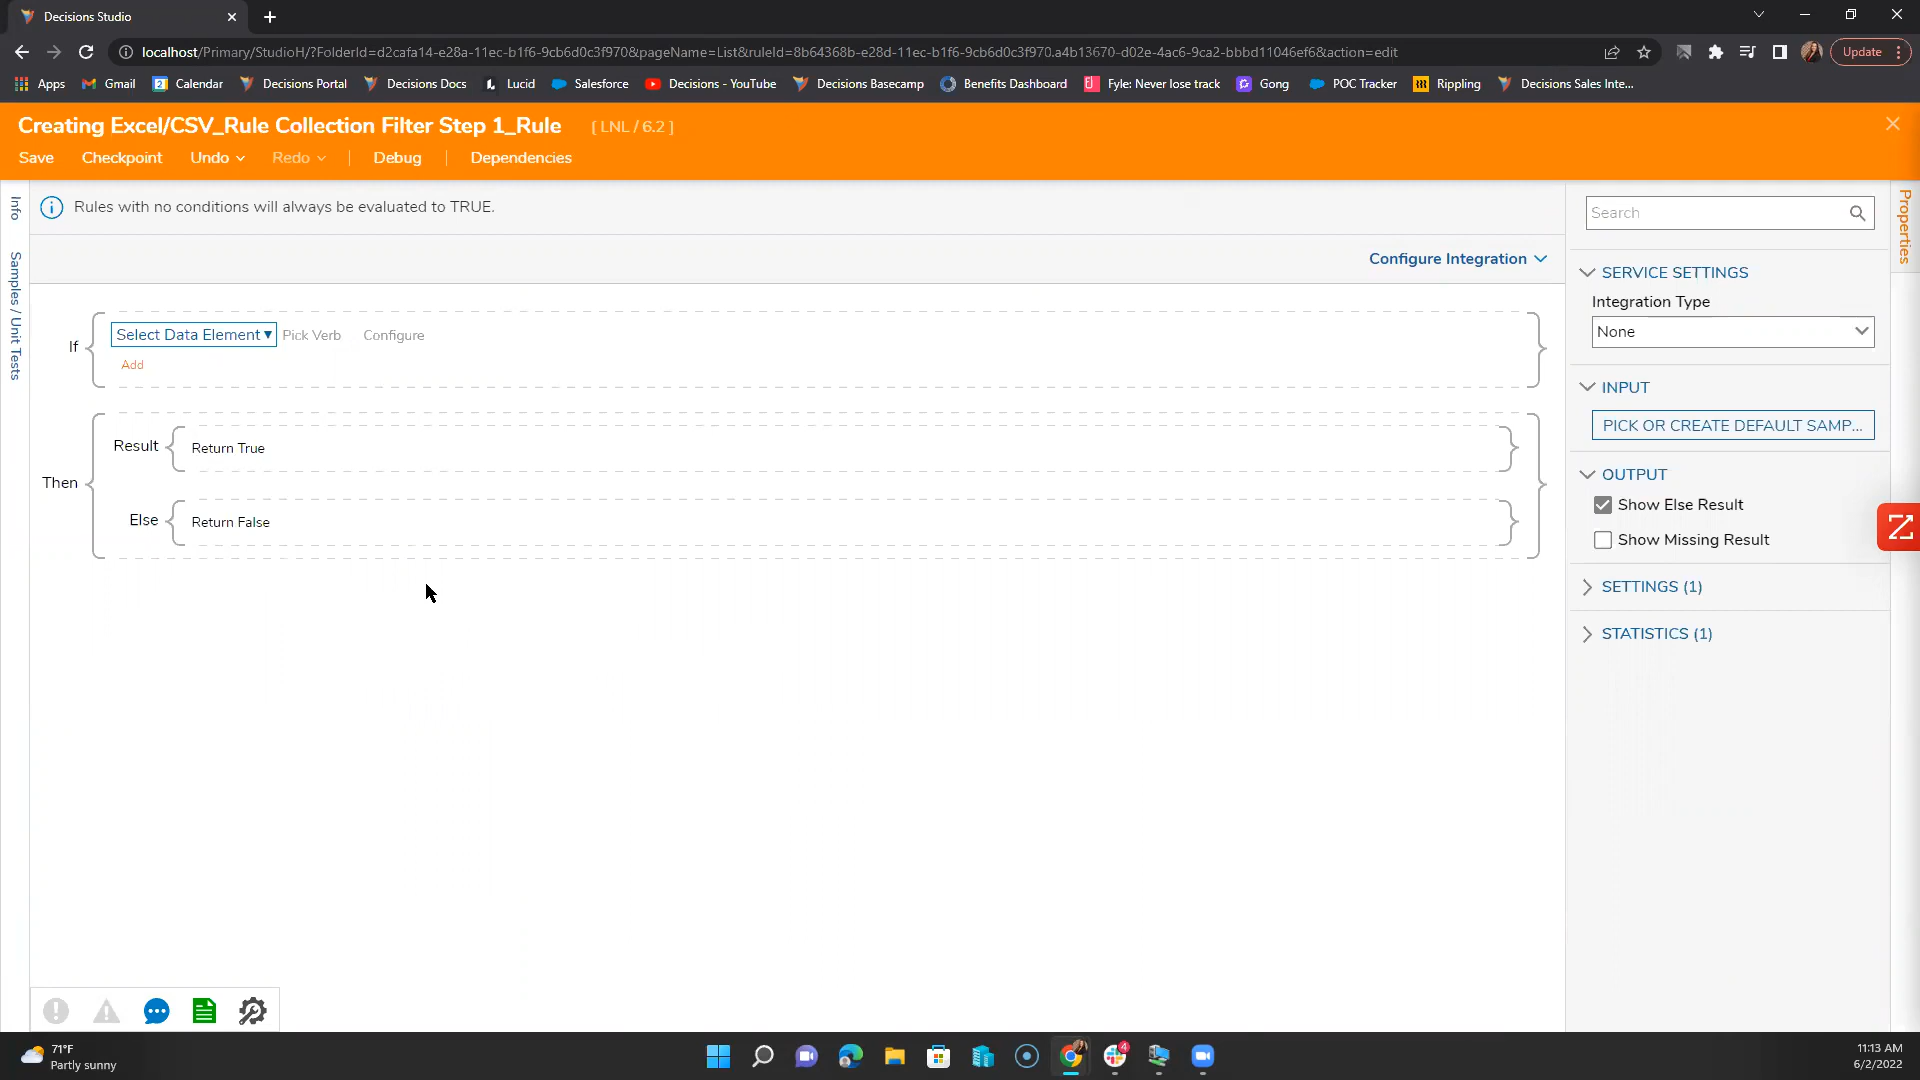 Decisions Studio
localhost/Primary/StudioH/?FolderId=d2cafa14-e28a-11ec-b1f6-9cb6d0c3f970&pageName=List&ruleId=8b64368b-e28d-11ec-b1f6-9cb6d0c3f970.a4b13670-d02e-4ac6-9ca2-bbbd11046ef6&action=edit
Update
Apps Gmail Calendar Decisions Portal Decisions Docs Lucid Salesforce Decisions - YouTube Decisions Basecamp Benefits Dashboard Fyle: Never lose track Gong POC Tracker Rippling Decisions Sales Inte...
Creating Excel/CSV_Rule Collection Filter Step 1_Rule [ LNL / 6.2 ]
Save Checkpoint Undo Redo Debug Dependencies
Info
Samples / Unit Tests
Rules with no conditions will always be evaluated to TRUE.
Configure Integration
If Select Data Element Pick Verb Configure
Add
Then
Result Return True
Else Return False
Properties
Search
SERVICE SETTINGS
Integration Type
None
INPUT
PICK OR CREATE DEFAULT SAMP...
OUTPUT
Show Else Result
Show Missing Result
SETTINGS (1)
STATISTICS (1)
71°F
Partly sunny
4
11:13 AM
6/2/2022